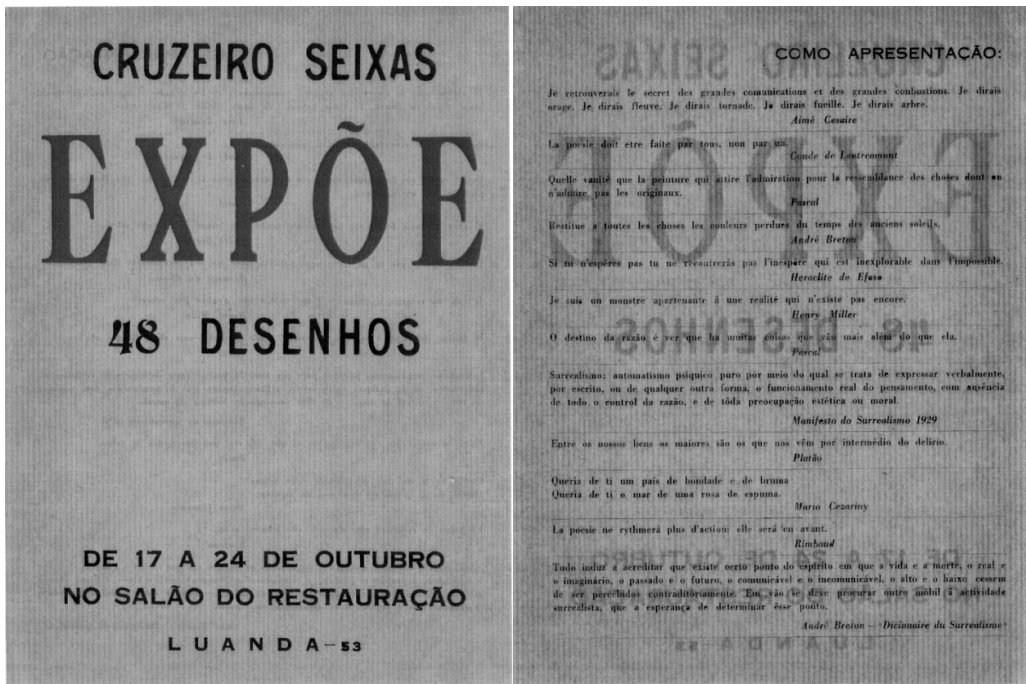 CRUZEIRO SEIXAS
EXPÕE
48 DESENHOS
DE 17 A 24 DE OUTUBRO
NO SALÃO DO RESTAURAÇÃO
LUANDA-53
COMO APRESENTAÇÃO:
Je retrouverais le secret des grandes comunications et des grandes conbustions. Je dirais
orage. Je dirais fleuve. Je dirais tornade. Je dirais fueille. Je dirais arbre.
Aimé Cesaire
La poesie doit etre faite par tous, non par un.
Conde de Lautreamont
Quelle vanité que la peinture qui attire l'admiration pour la ressemblance des choses dont on
n'admire pas les originaux.
Pascal
Restitue a toutes les choses les couleurs perdues du temps des anciens soleils.
André Breton
Si tu n'espéres pas tu ne recoutrerás pas l'inespére qui est inexplorable dans l'impossible.
Heraclite de Efeso
Je suis un monstre apartenante á une realité qui n'existe pas encore.
Henry Miller
O destino da razão é ver que ha muitas coisas que vão mais alem do que ela.
Pascal
Surrealismo: automatismo psiquico puro por meio do qual se trata de expressar verbalmente,
por escrito, ou de qualquer outra forma, o funcionamento real do pensamento, com ausência
de todo o control da razão, e de tôda preocupação estética ou moral.
Manifesto do Surrealismo 1929
Entre os nossos bens os maiores são os que nos vêm por intermédio do delirio.
Platão
Queria de ti um pais de bondade e de bruma
Queria de ti o mar de uma rosa de espuma.
Mario Cezariny
La poesie ne rythmerá plus d'action; elle será en avant.
Rimbaud
Tudo induz a acreditar que existe certo ponto do espírito em que a vida e a morte, o real e
o imaginário, o passado e o futuro, o comunicável e o incomunicável, o alto e o baixo cessem
de ser percebidos contraditóriamente. Em vão se deve procurar outro móbil á actividade
surrealista, que a esperança de determinar êsse ponto.
André Breton — «Dicionaire du Surrealisme»